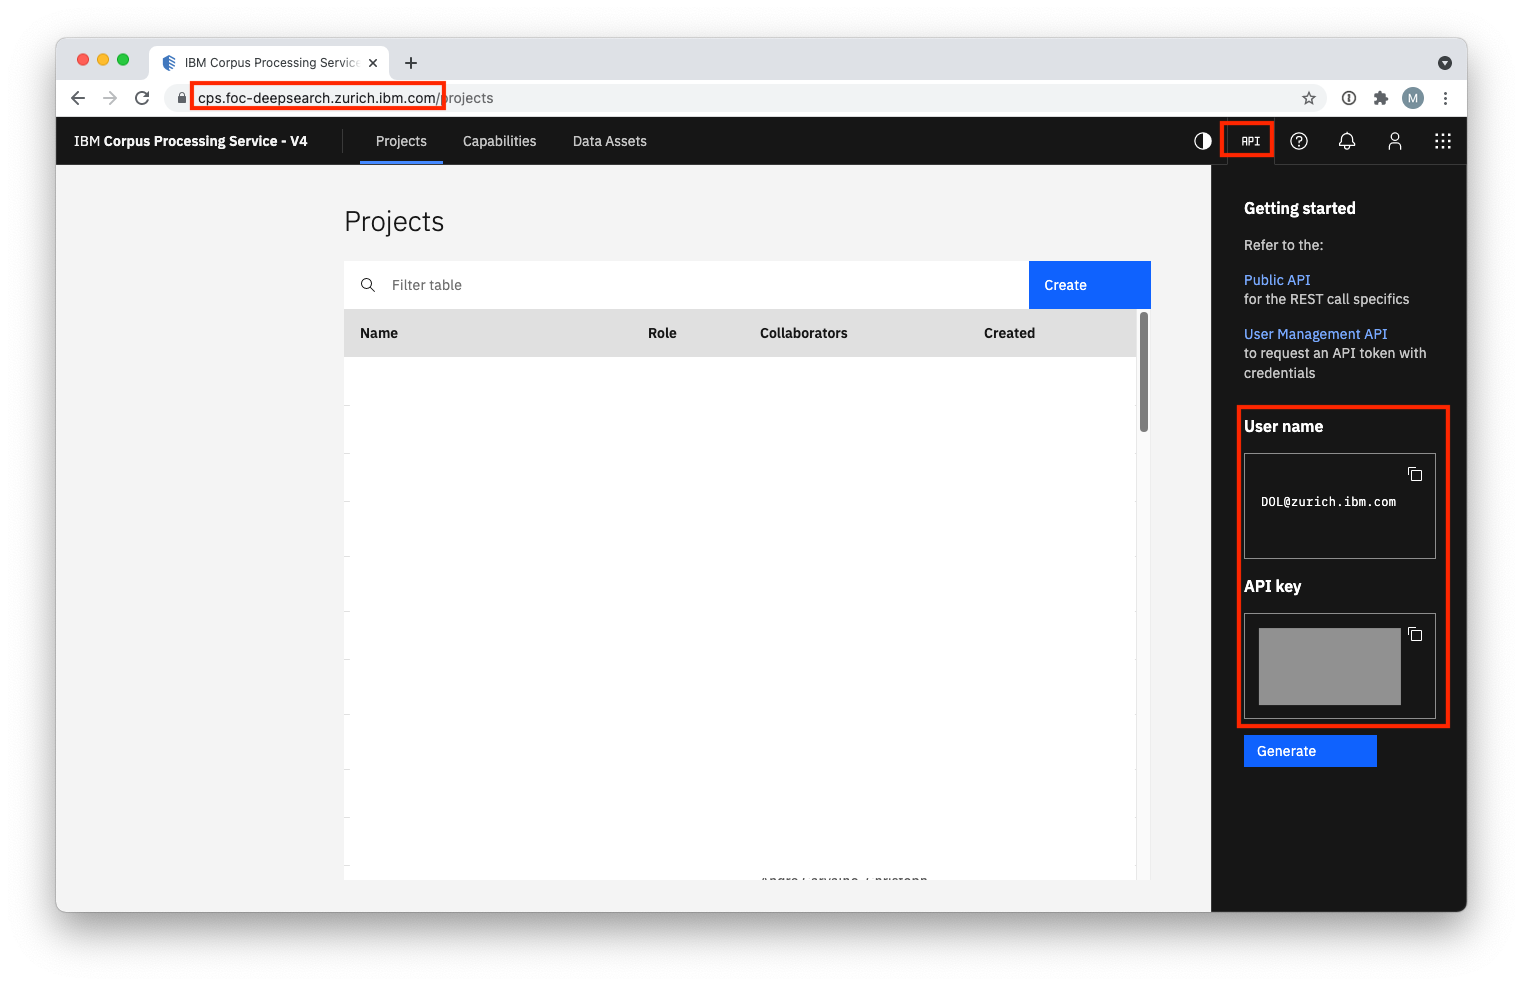 IBM Corpus Processing Service
cps.foc-deepsearch.zurich.ibm.com/projects
M
IBM Corpus Processing Service - V4
Projects
Capabilities
Data Assets
API
Projects
Filter table
Create
Name
Role
Collaborators
Created
Getting started
Refer to the:
Public API
for the REST call specifics
User Management API
to request an API token with
credentials
User name
DOL@zurich.ibm.com
API key
Generate